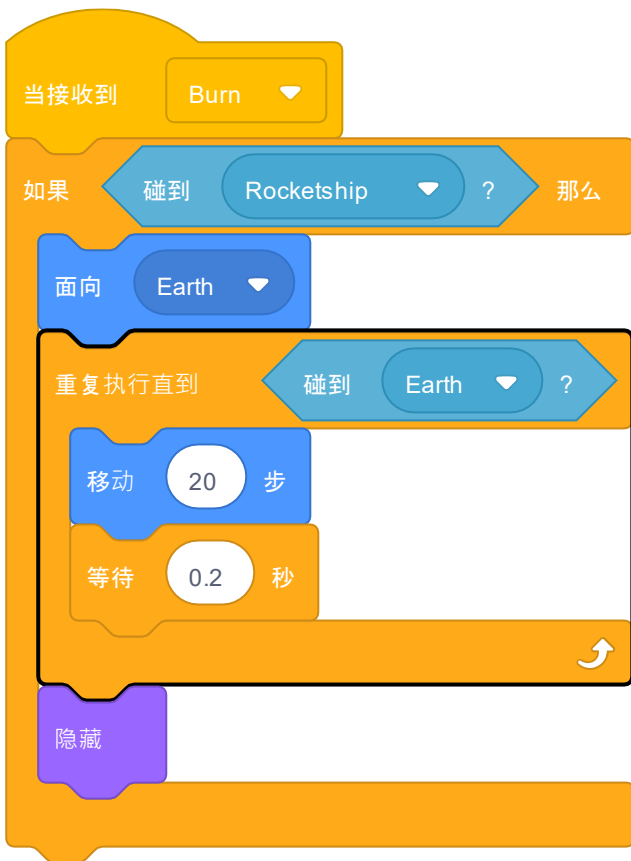 当接收到 Burn
如果 碰到 Rocketship ? 那么
面向 Earth
重复执行直到 碰到 Earth ?
移动 20 步
等待 0.2 秒
隐藏